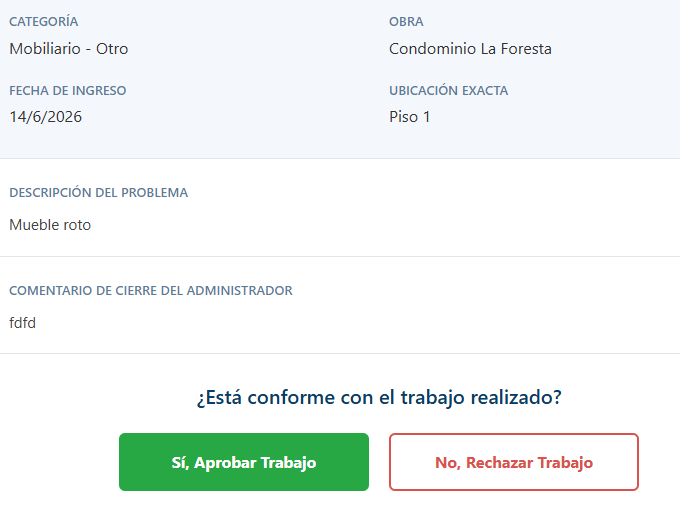 CATEGORÍA
OBRA
Mobiliario - Otro
Condominio La Foresta
FECHA DE INGRESO
UBICACIÓN EXACTA
14/6/2026
Piso 1
DESCRIPCIÓN DEL PROBLEMA
Mueble roto
COMENTARIO DE CIERRE DEL ADMINISTRADOR
fdfd
¿Está conforme con el trabajo realizado?
Sí, Aprobar Trabajo
No, Rechazar Trabajo